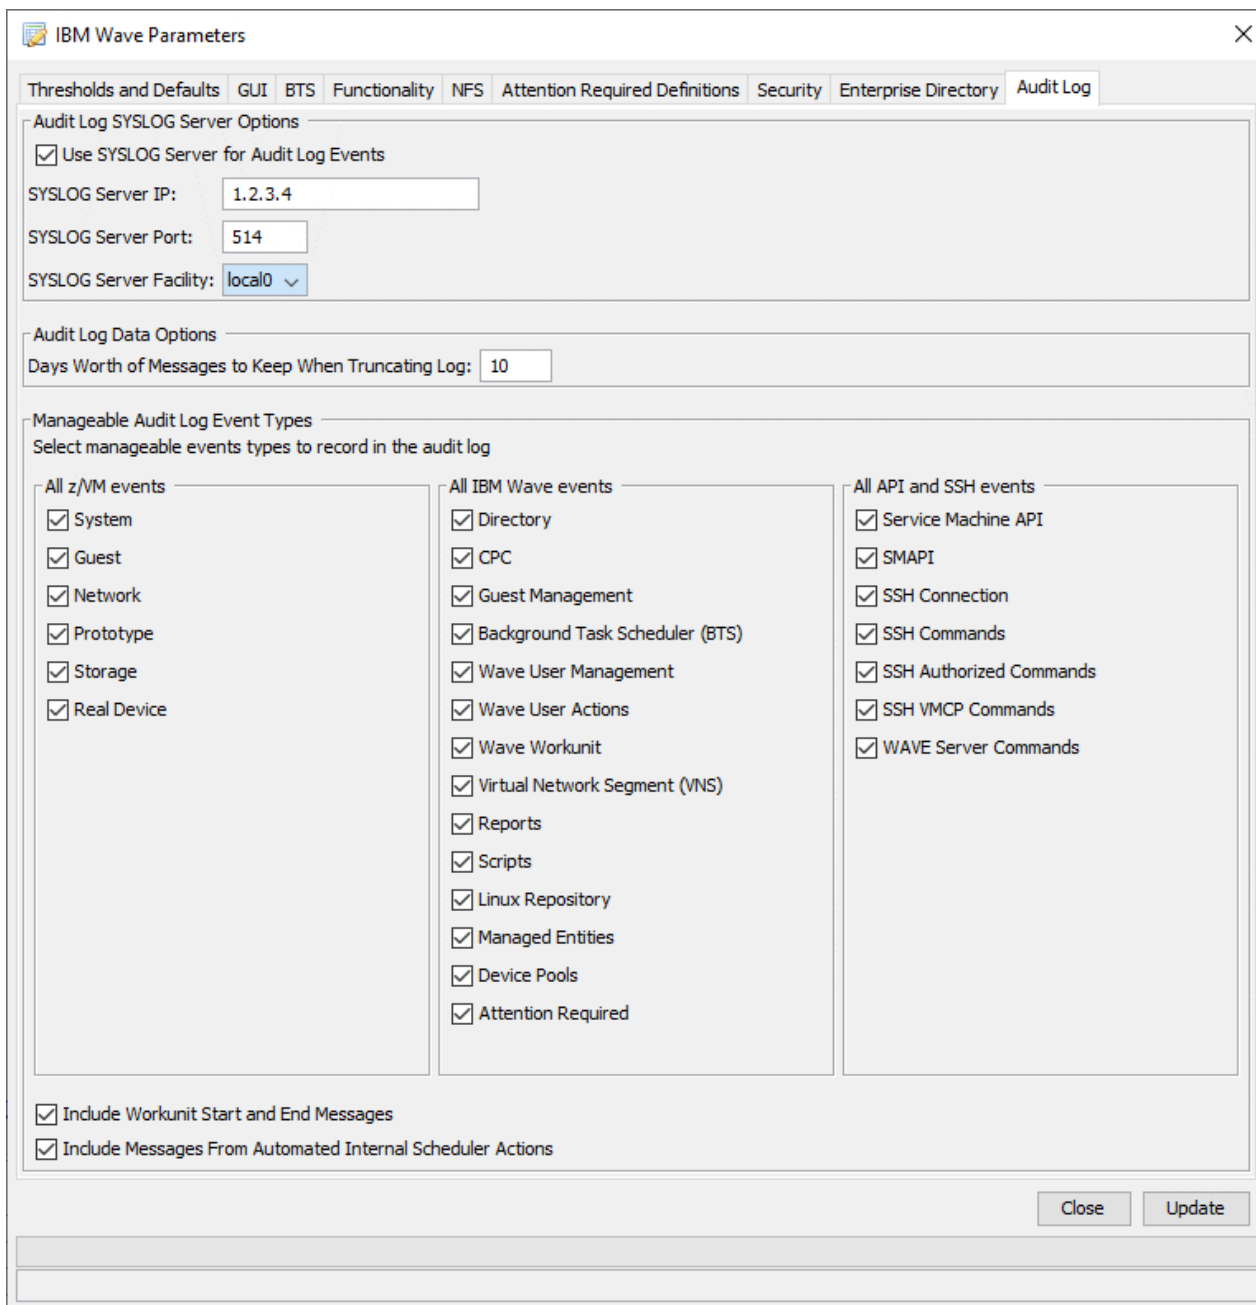 IBM Wave Parameters
Thresholds and Defaults GUI BTS Functionality NFS Attention Required Definitions Security Enterprise Directory Audit Log
Audit Log SYSLOG Server Options
Use SYSLOG Server for Audit Log Events
SYSLOG Server IP: 1.2.3.4
SYSLOG Server Port: 514
SYSLOG Server Facility: local0
Audit Log Data Options
Days Worth of Messages to Keep When Truncating Log: 10
Manageable Audit Log Event Types
Select manageable events types to record in the audit log
All z/VM events
System
Guest
Network
Prototype
Storage
Real Device
All IBM Wave events
Directory
CPC
Guest Management
Background Task Scheduler (BTS)
Wave User Management
Wave User Actions
Wave Workunit
Virtual Network Segment (VNS)
Reports
Scripts
Linux Repository
Managed Entities
Device Pools
Attention Required
All API and SSH events
Service Machine API
SMAPI
SSH Connection
SSH Commands
SSH Authorized Commands
SSH VMCP Commands
WAVE Server Commands
Include Workunit Start and End Messages
Include Messages From Automated Internal Scheduler Actions
Close Update